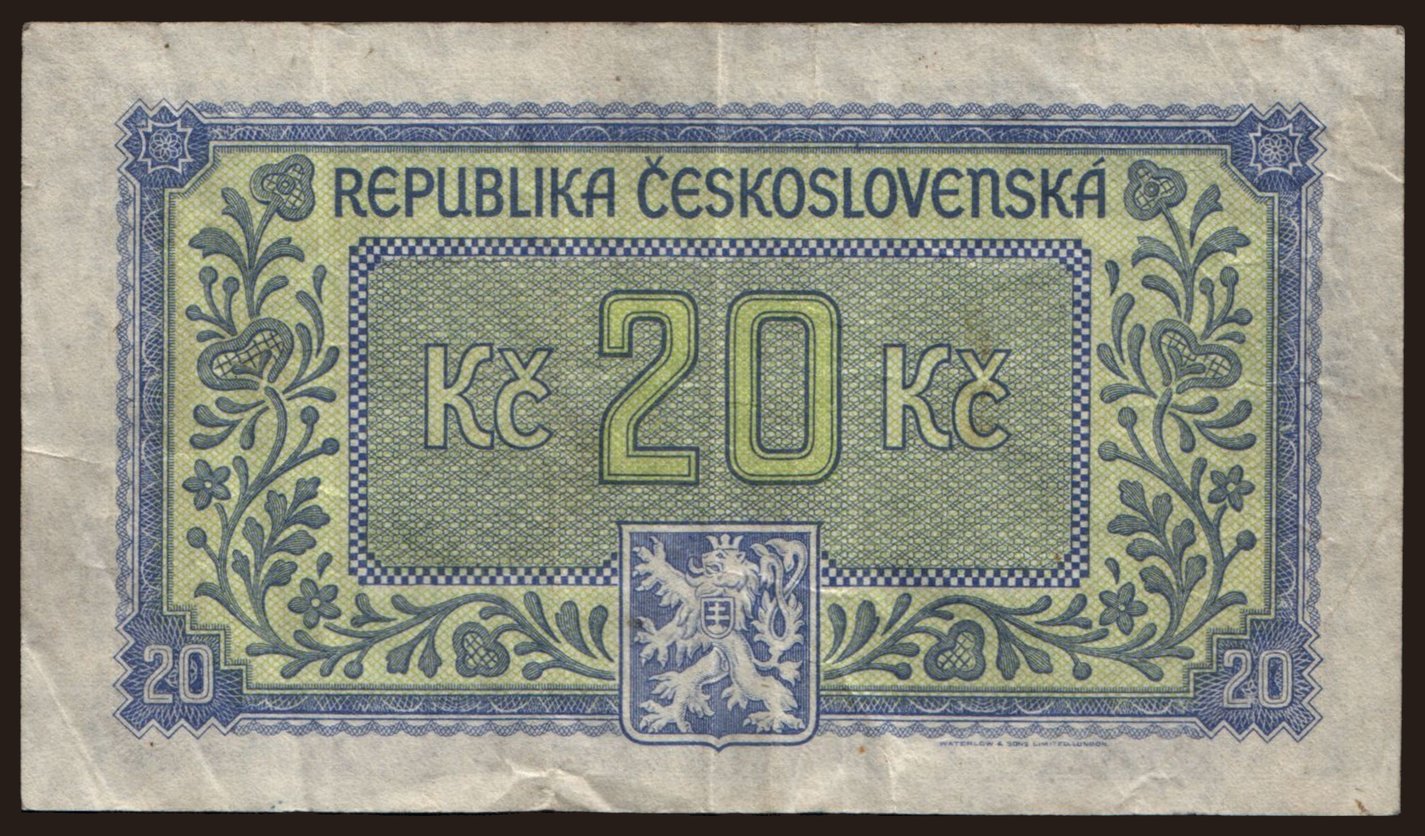 REPUBLIKA ČESKOSLOVENSKÁ
Kč 20 Kč
20 20
WATERLOW & SONS LIMITED, LONDON.